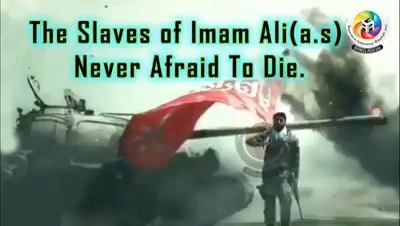 The Slaves of Imam Ali(a.s)
Never Afraid To Die.